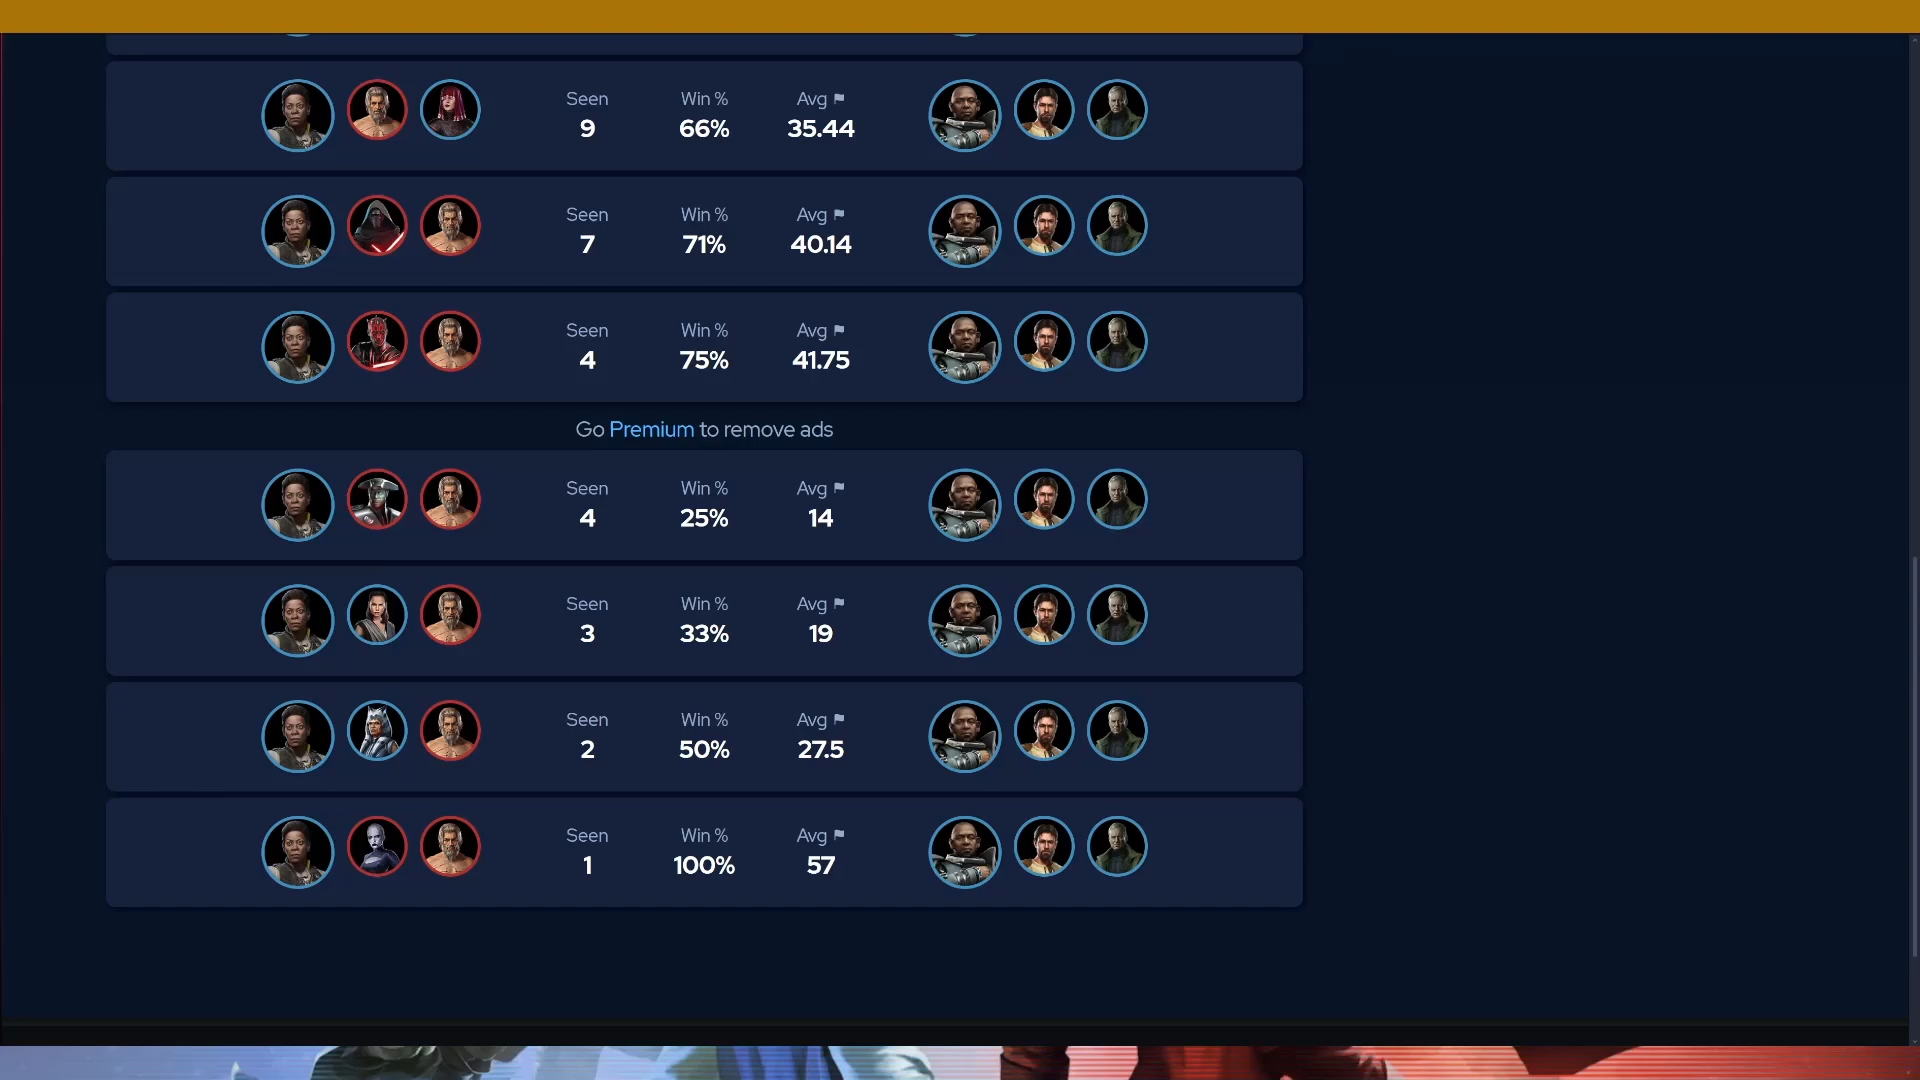 Seen Win % Avg
9 66% 35.44
Seen Win % Avg
7 71% 40.14
Seen Win % Avg
4 75% 41.75
Go Premium to remove ads
Seen Win % Avg
4 25% 14
Seen Win % Avg
3 33% 19
Seen Win % Avg
2 50% 27.5
Seen Win % Avg
1 100% 57